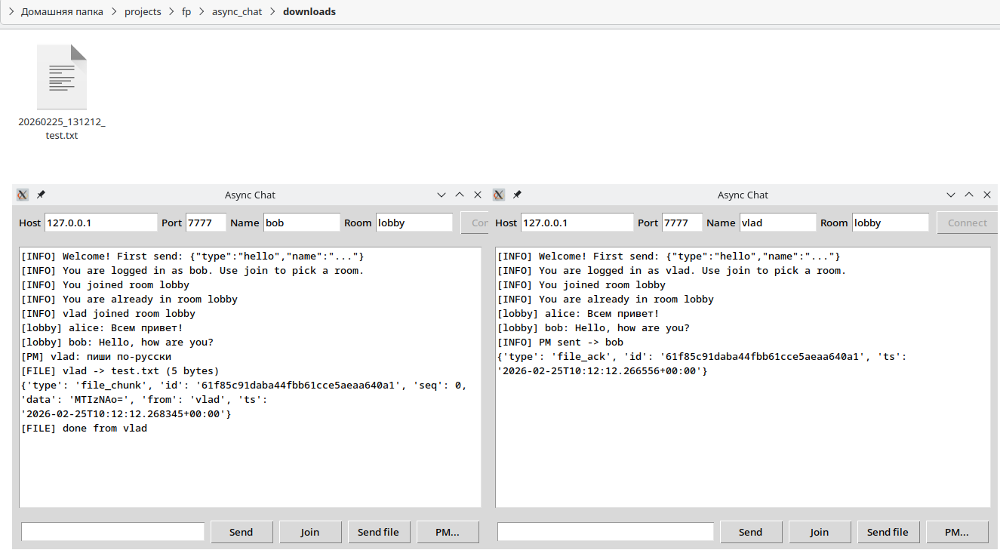 Домашняя папка projects fp async_chat downloads
20260225_131212_
test.txt
Async Chat
Host 127.0.0.1 Port 7777 Name bob Room lobby Con
[INFO] Welcome! First send: {"type":"hello","name":"..."}
[INFO] You are logged in as bob. Use join to pick a room.
[INFO] You joined room lobby
[INFO] You are already in room lobby
[INFO] vlad joined room lobby
[lobby] alice: Всем привет!
[lobby] bob: Hello, how are you?
[PM] vlad: пиши по-русски
[FILE] vlad -> test.txt (5 bytes)
{'type': 'file_chunk', 'id': '61f85c91daba44fbb61cce5aeaa640a1', 'seq': 0,
'data': 'MTIzNAo=', 'from': 'vlad', 'ts':
'2026-02-25T10:12:12.268345+00:00'}
[FILE] done from vlad
Send Join Send file PM...
Async Chat
Host 127.0.0.1 Port 7777 Name vlad Room lobby Connect
[INFO] Welcome! First send: {"type":"hello","name":"..."}
[INFO] You are logged in as vlad. Use join to pick a room.
[INFO] You joined room lobby
[INFO] You are already in room lobby
[lobby] alice: Всем привет!
[lobby] bob: Hello, how are you?
[INFO] PM sent -> bob
{'type': 'file_ack', 'id': '61f85c91daba44fbb61cce5aeaa640a1', 'ts':
'2026-02-25T10:12:12.266556+00:00'}
Send Join Send file PM...